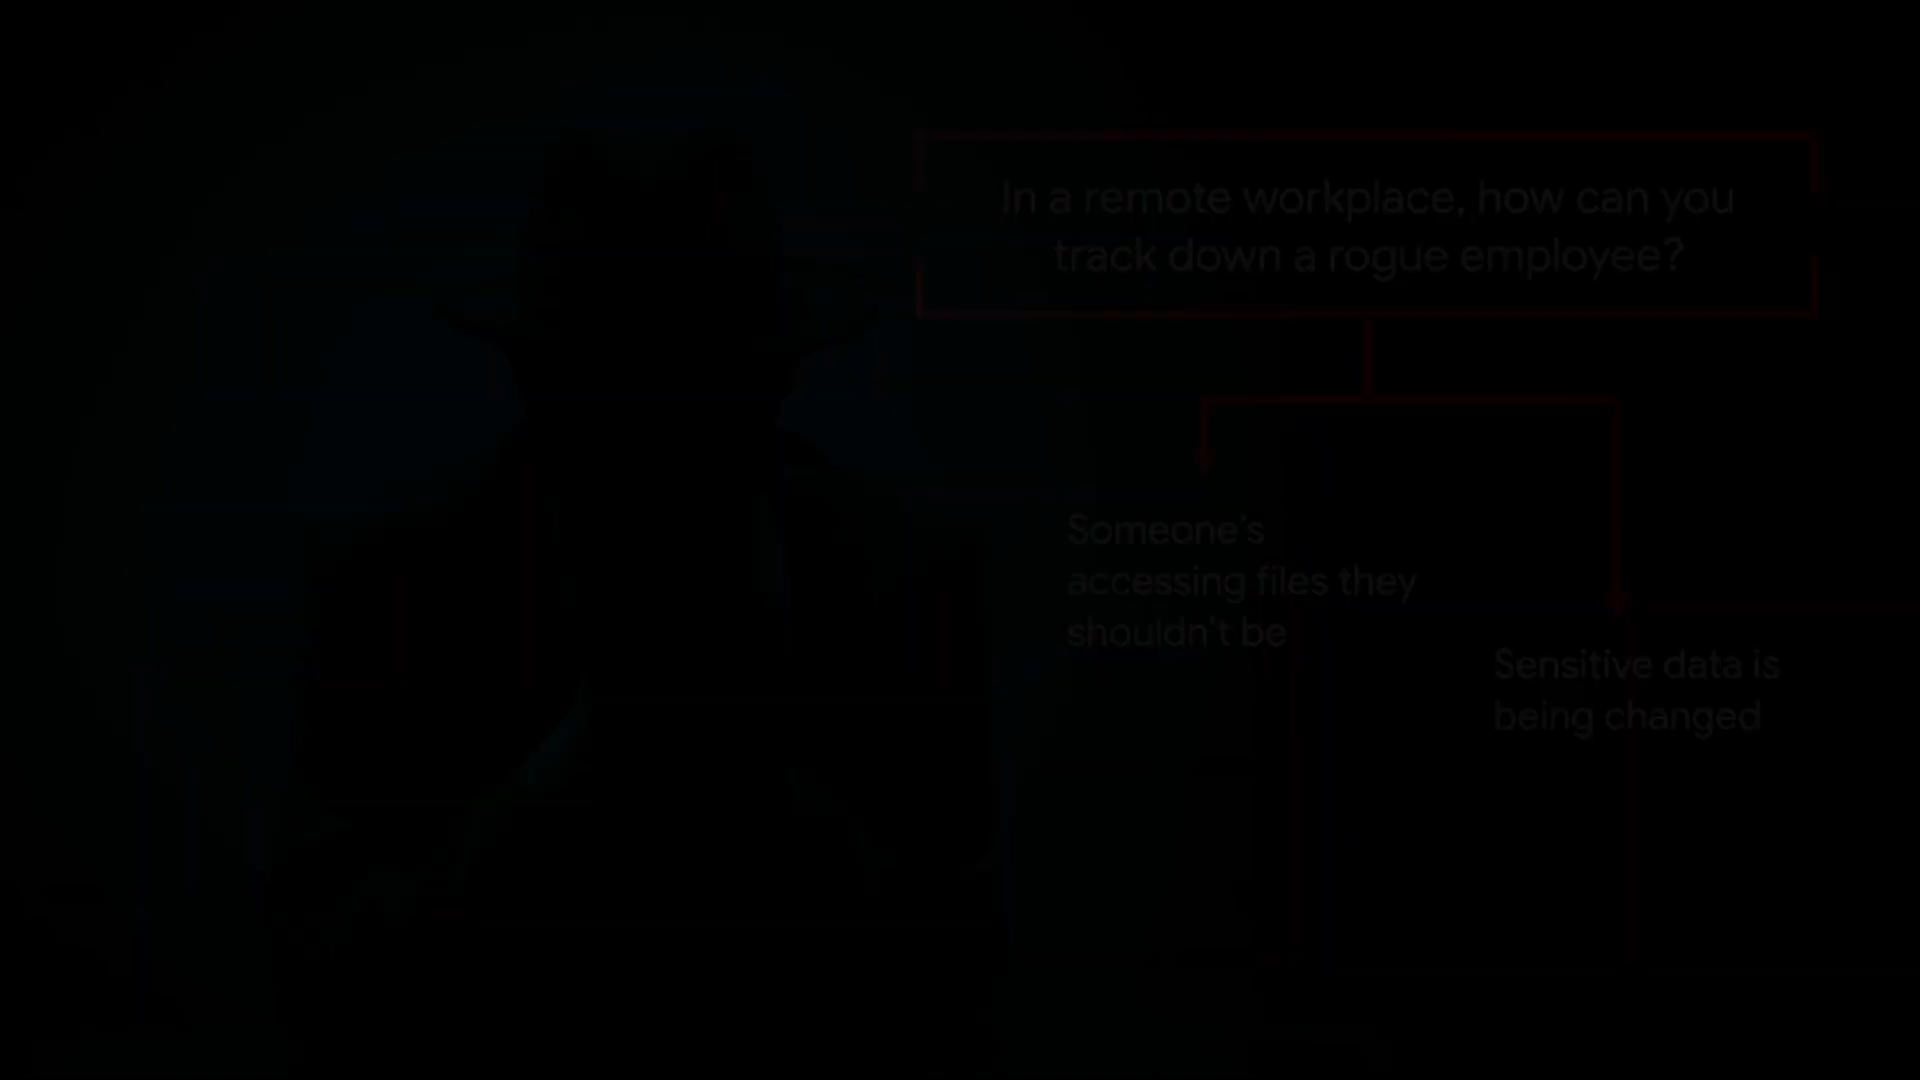 In a remote workplace, how can you
track down a rogue employee?
Someone's
accessing files they
shouldn't be
Sensitive data is
being changed